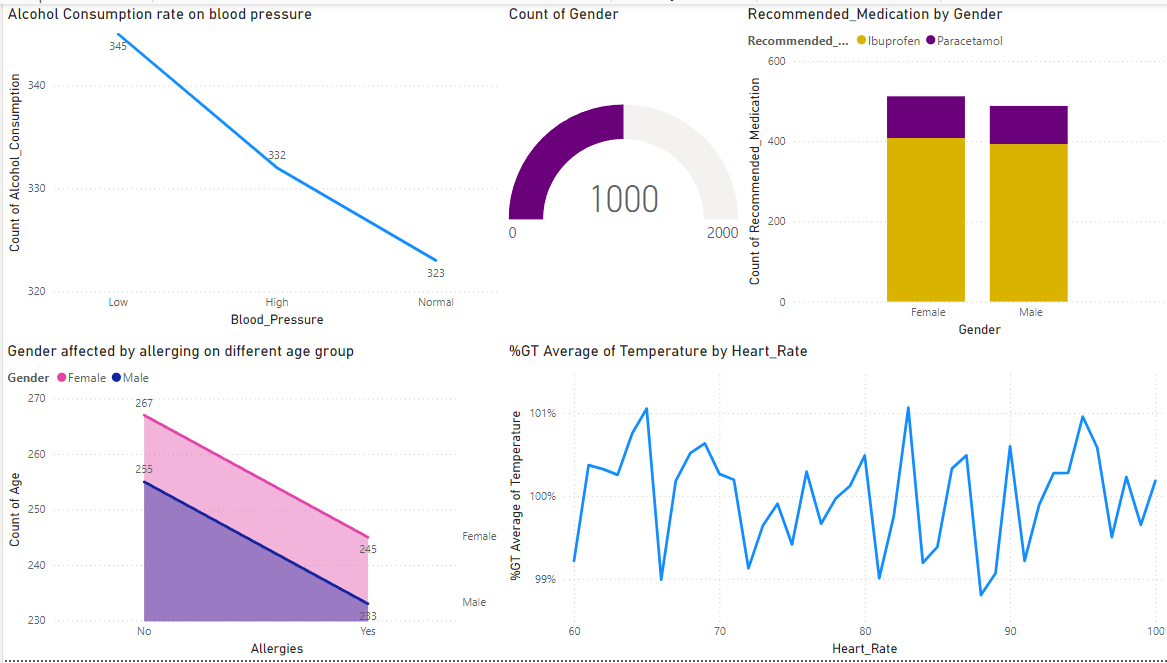 Alcohol Consumption rate on blood pressure
Count of Alcohol_Consumption
340
330
320
345
332
323
Low High Normal
Blood_Pressure
Count of Gender
1000
0 2000
Recommended_Medication by Gender
Recommended_... Ibuprofen Paracetamol
Count of Recommended_Medication
600
400
200
0
Female Male
Gender
Gender affected by allerging on different age group
Gender Female Male
Count of Age
270
260
250
240
230
267
255
245
233
Female
Male
No Yes
Allergies
%GT Average of Temperature by Heart_Rate
%GT Average of Temperature
101%
100%
99%
60 70 80 90 100
Heart_Rate